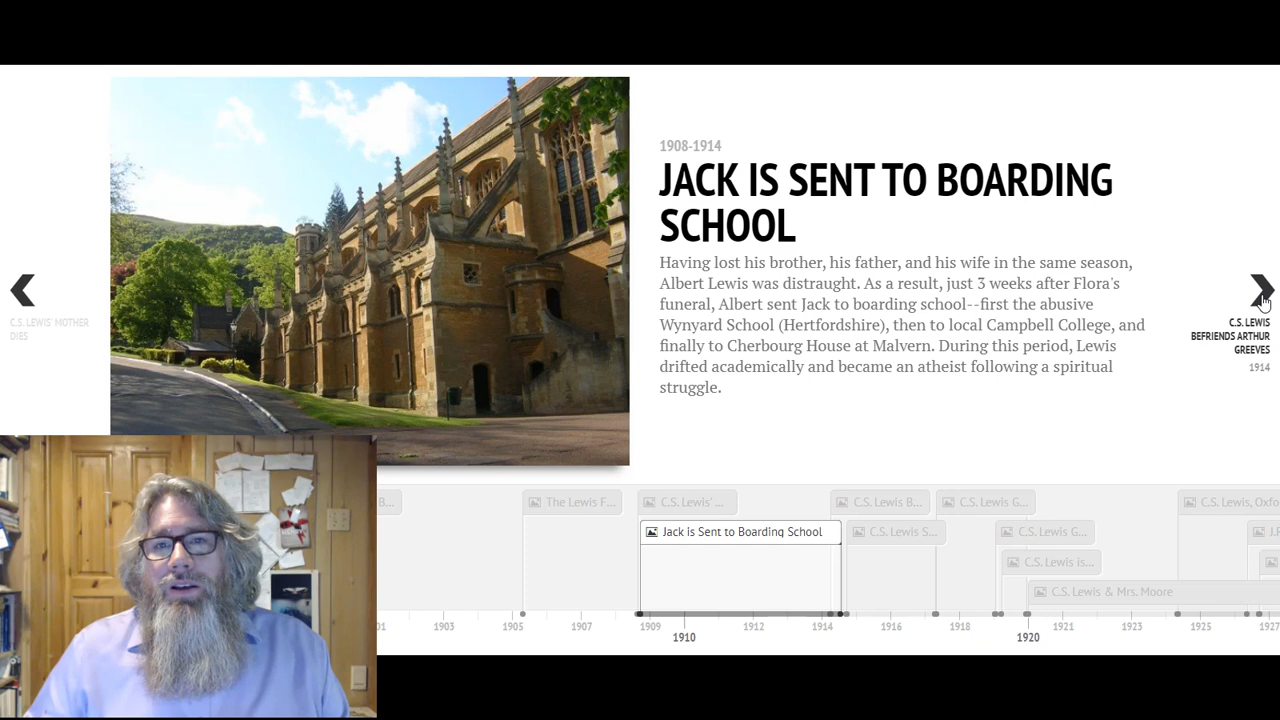 1908-1914
JACK IS SENT TO BOARDING
SCHOOL
Having lost his brother, his father, and his wife in the same season,
Albert Lewis was distraught. As a result, just 3 weeks after Flora's
funeral, Albert sent Jack to boarding school--first the abusive
Wynyard School (Hertfordshire), then to local Campbell College, and
finally to Cherbourg House at Malvern. During this period, Lewis
drifted academically and became an atheist following a spiritual
struggle.
C.S. LEWIS' MOTHER
DIES
C.S. LEWIS
BEFRIENDS ARTHUR
GREEVES
1914
B...
The Lewis F...
C.S. Lewis' ...
C.S. Lewis B...
C.S. Lewis G...
C.S. Lewis, Oxfo
Jack is Sent to Boarding School
C.S. Lewis S...
C.S. Lewis G...
J.R
C.S. Lewis is...
C.S. Lewis & Mrs. Moore
01 1903 1905 1907 1909 1912 1914 1916 1918 1921 1923 1925 1927
1910 1920